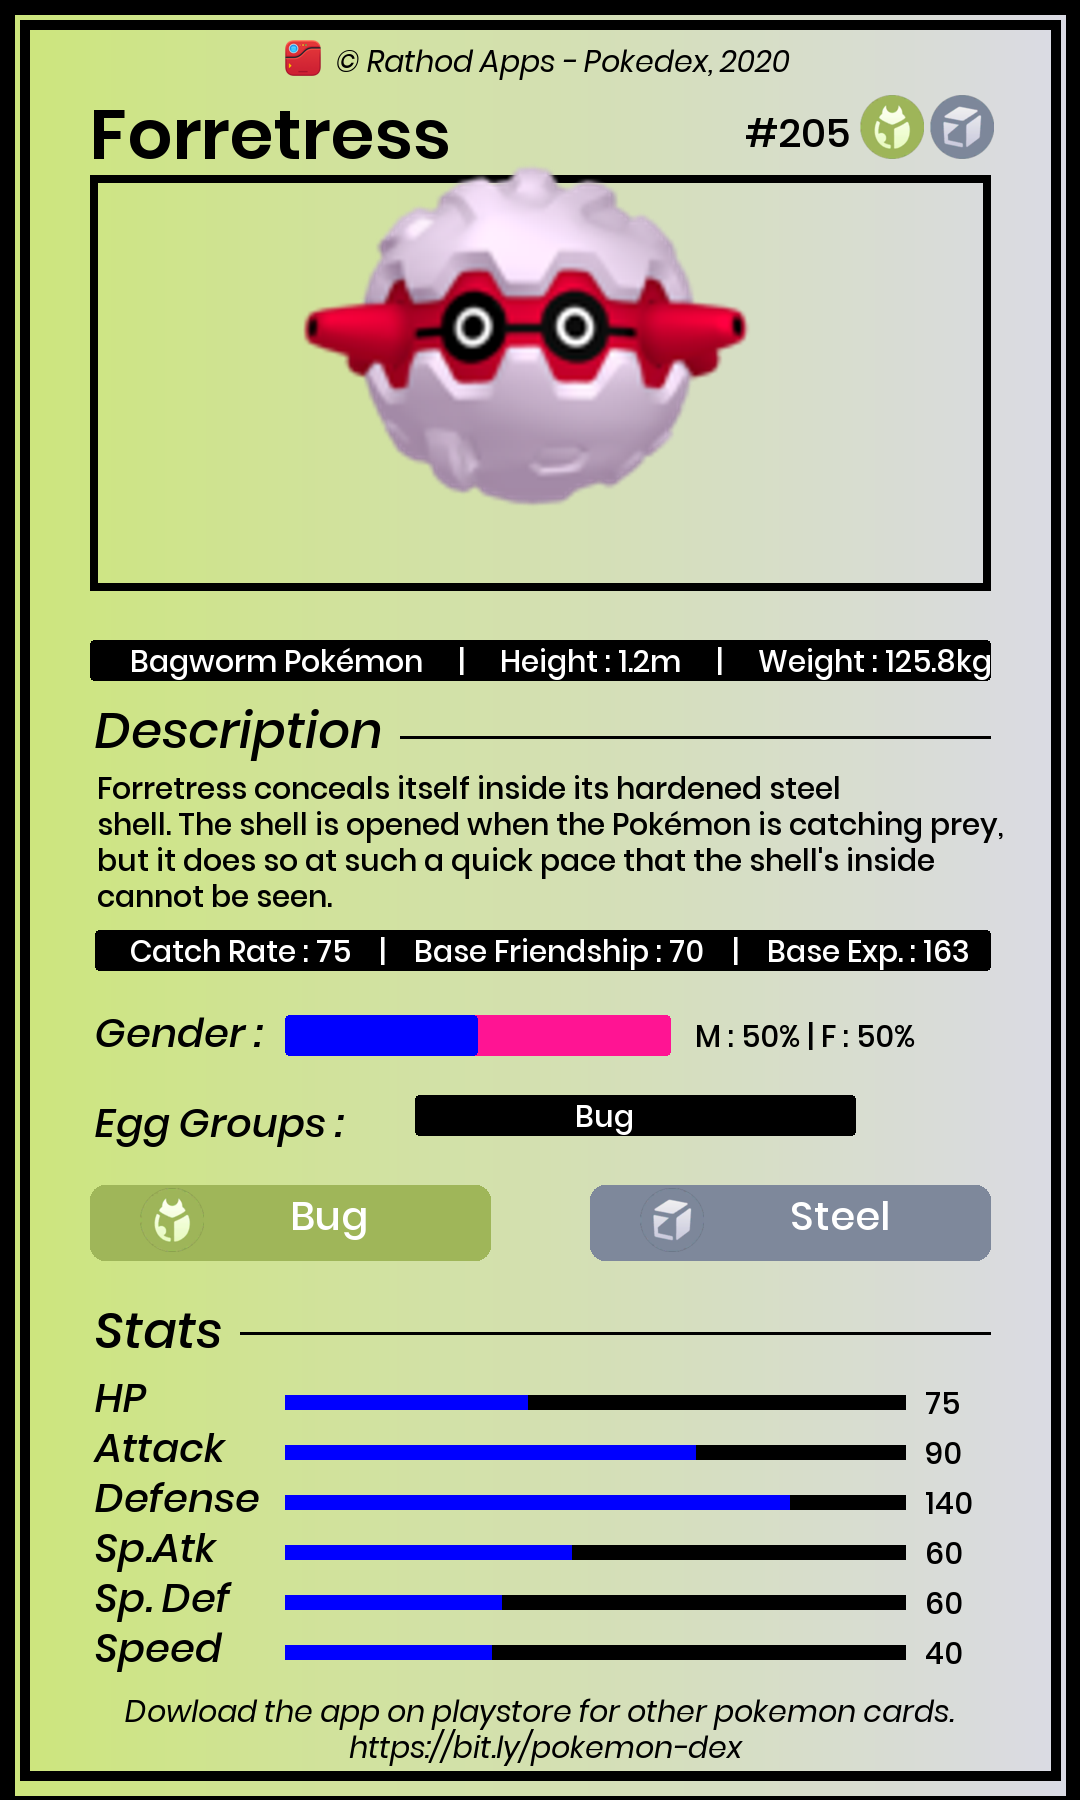 © Rathod Apps - Pokedex, 2020
Forretress
#205
Bagworm Pokémon | Height : 1.2m | Weight : 125.8kg
Description
Forretress conceals itself inside its hardened steel
shell. The shell is opened when the Pokémon is catching prey,
but it does so at such a quick pace that the shell's inside
cannot be seen.
Catch Rate : 75 | Base Friendship : 70 | Base Exp. : 163
Gender : M : 50% | F : 50%
Egg Groups : Bug
Bug Steel
Stats
HP 75
Attack 90
Defense 140
Sp.Atk 60
Sp. Def 60
Speed 40
Dowload the app on playstore for other pokemon cards.
https://bit.ly/pokemon-dex